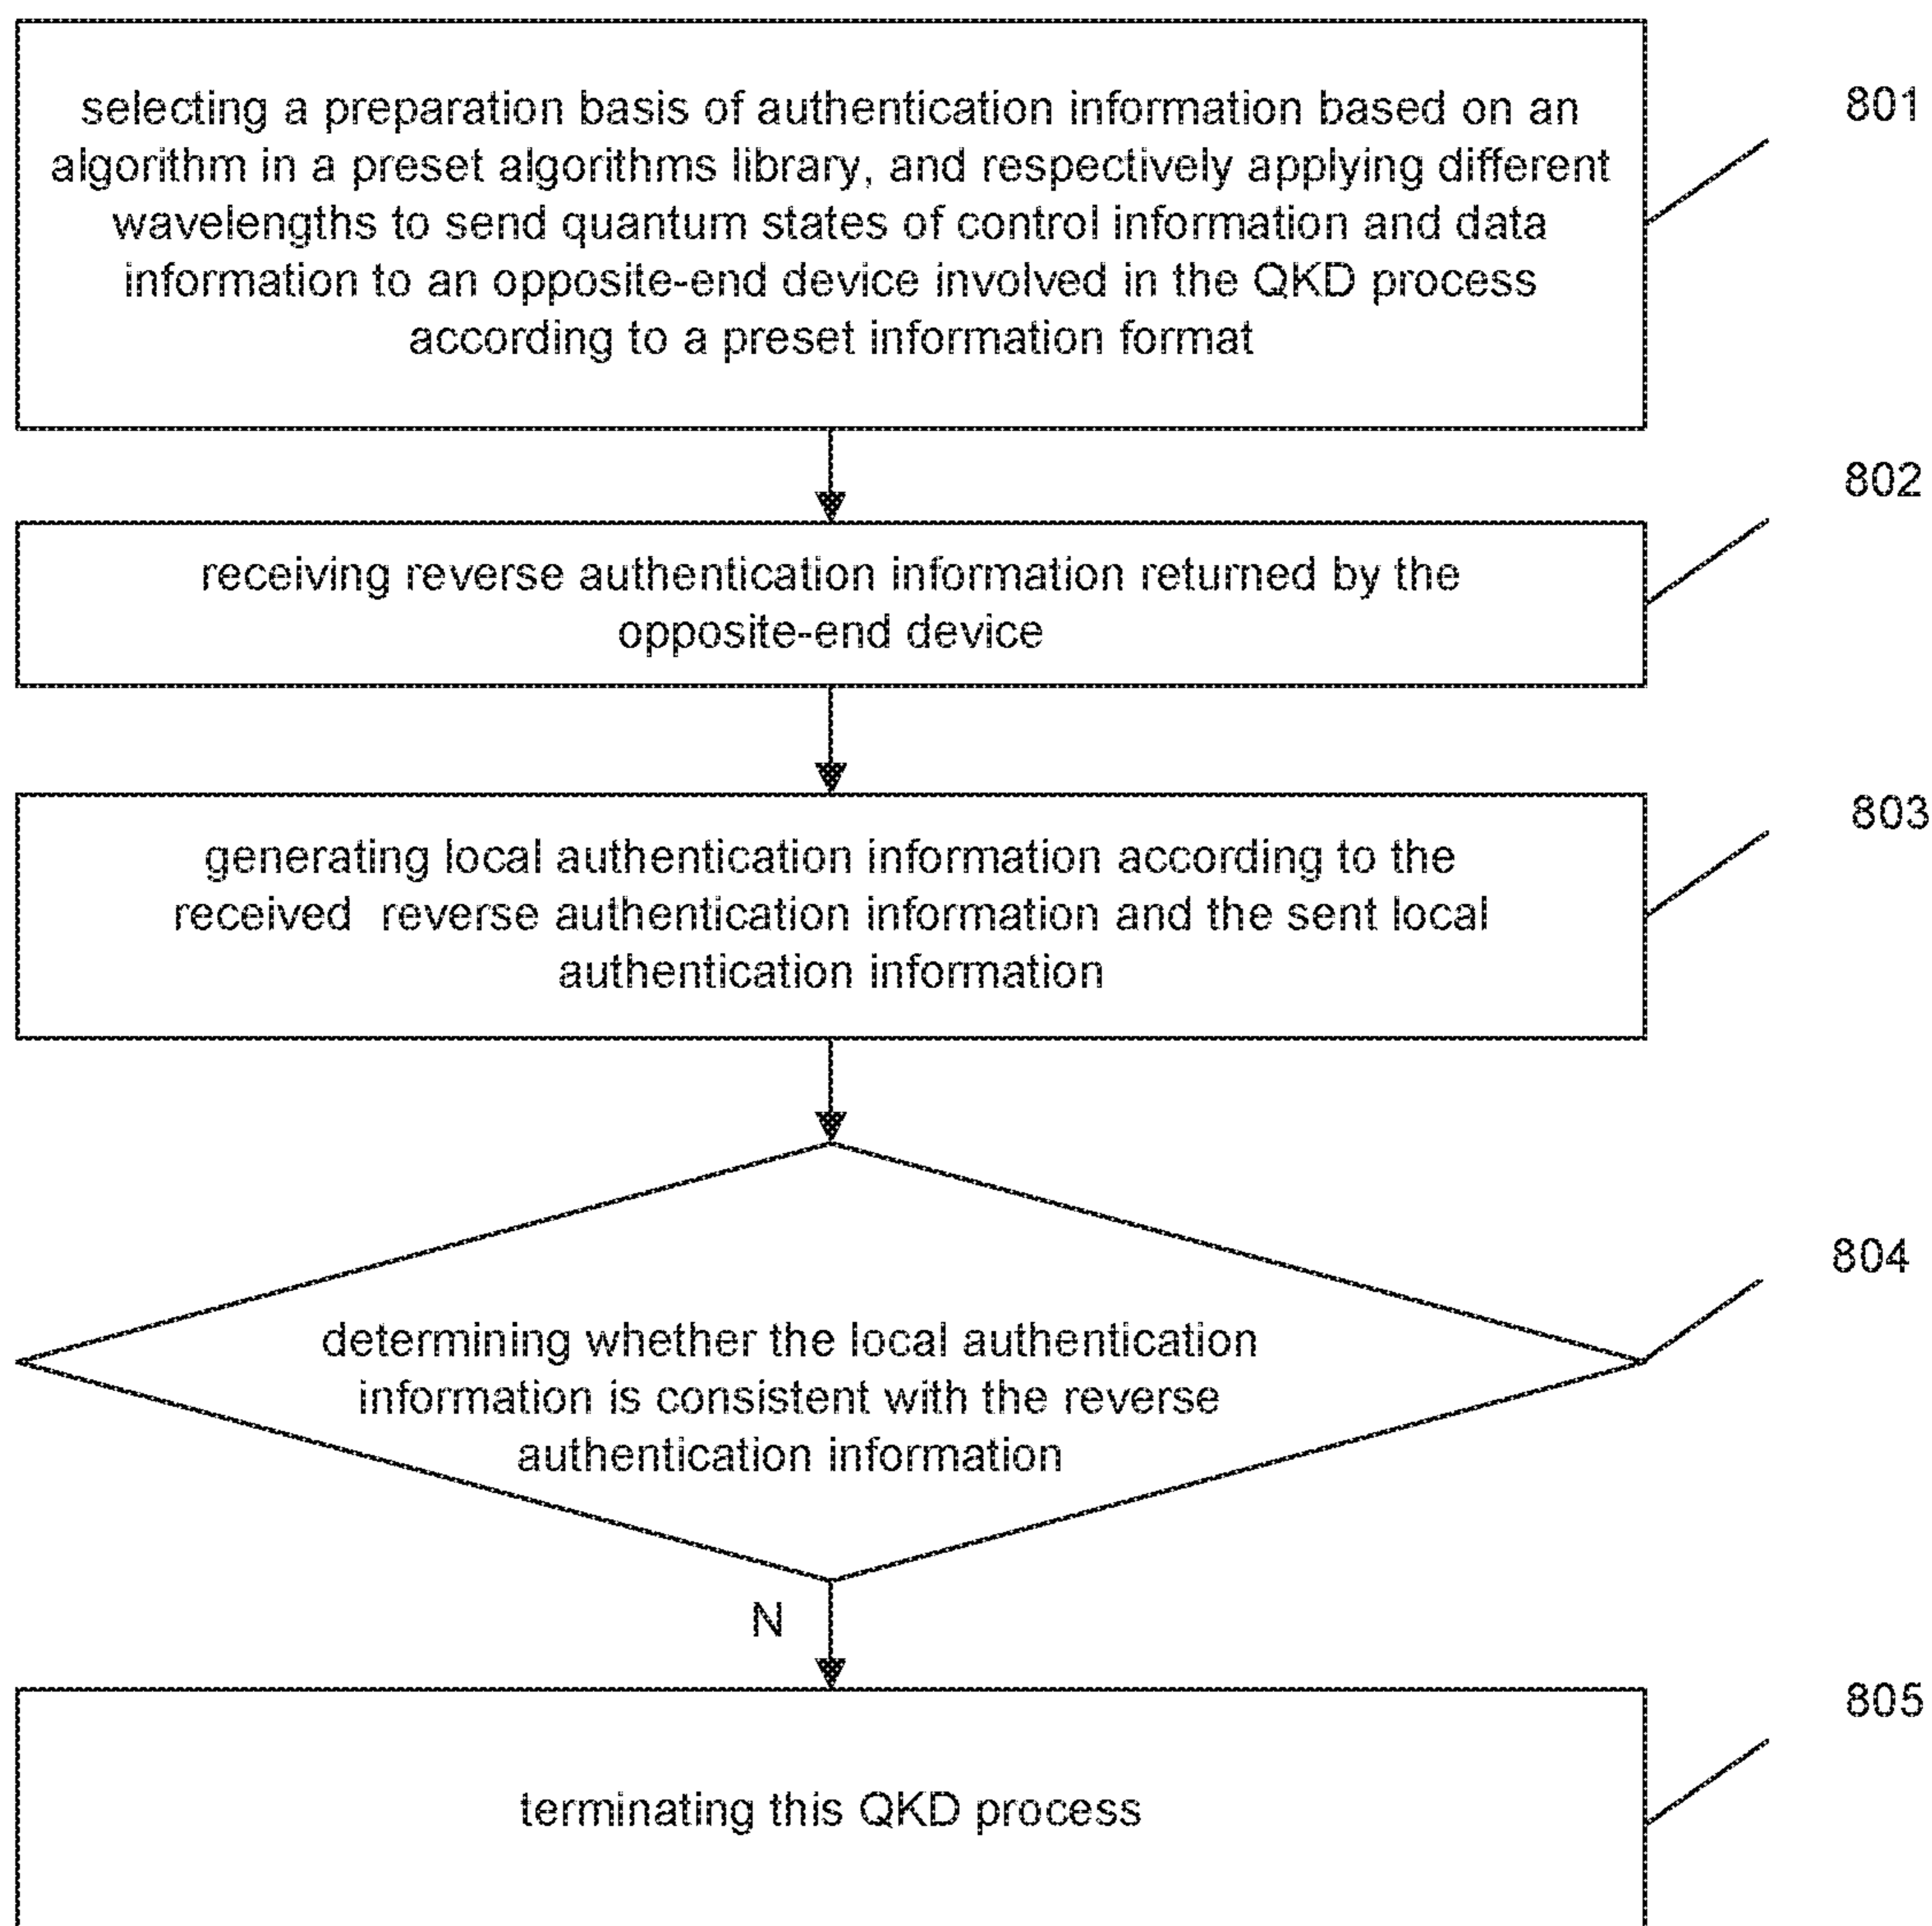 selecting a preparation basis of authentication information based on an
algorithm in a preset algorithms library, and respectively applying different
wavelengths to send quantum states of control information and data
information to an opposite-end device involved in the QKD process
according to a preset information format
801
802
receiving reverse authentication information returned by the
opposite-end device
803
generating local authentication information according to the
received reverse authentication information and the sent local
authentication information
804
determining whether the local authentication
information is consistent with the reverse
authentication information
N
805
terminating this QKD process